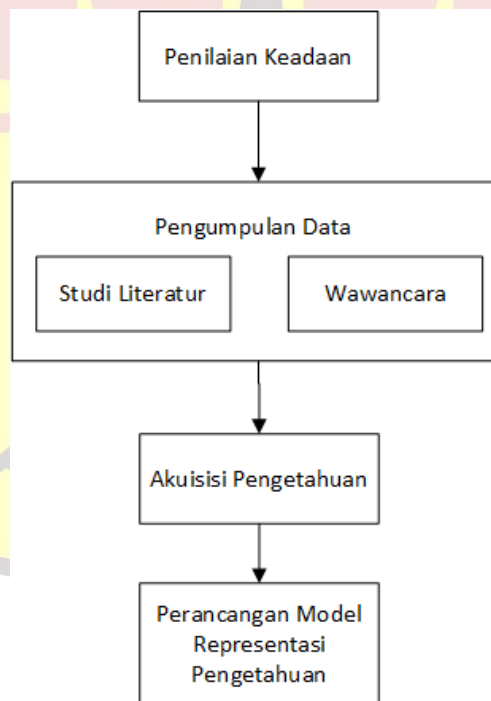 Penilaian Keadaan
Pengumpulan Data
Studi Literatur
Wawancara
Akuisisi Pengetahuan
Perancangan Model
Representasi
Pengetahuan